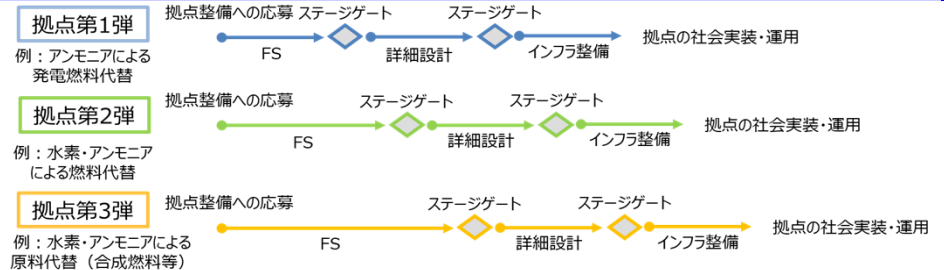 拠点第1弾
例：アンモニアによる
発電燃料代替
拠点整備への応募
ステージゲート
ステージゲート
FS
詳細設計
インフラ整備
拠点の社会実装・運用
拠点第2弾
例：水素・アンモニア
による燃料代替
拠点整備への応募
ステージゲート
ステージゲート
FS
詳細設計
インフラ整備
拠点の社会実装・運用
拠点第3弾
例：水素・アンモニアによる
原料代替（合成燃料等）
拠点整備への応募
ステージゲート
ステージゲート
FS
詳細設計
インフラ整備
拠点の社会実装・運用